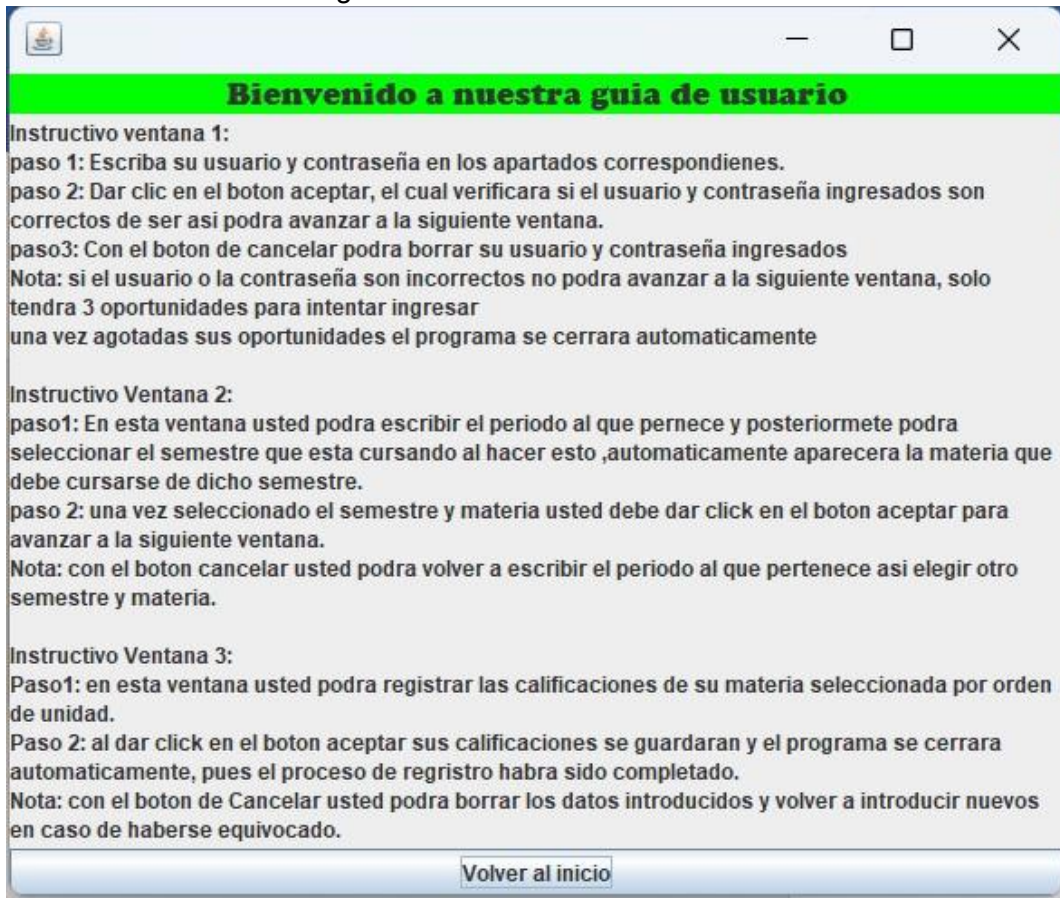 Bienvenido a nuestra guia de usuario
Instructivo ventana 1:
paso 1: Escriba su usuario y contraseña en los apartados correspondienes.
paso 2: Dar clic en el boton aceptar, el cual verificara si el usuario y contraseña ingresados son
correctos de ser asi podra avanzar a la siguiente ventana.
paso3: Con el boton de cancelar podra borrar su usuario y contraseña ingresados
Nota: si el usuario o la contraseña son incorrectos no podra avanzar a la siguiente ventana, solo
tendra 3 oportunidades para intentar ingresar
una vez agotadas sus oportunidades el programa se cerrara automaticamente
Instructivo Ventana 2:
paso1: En esta ventana usted podra escribir el periodo al que pernece y posteriormete podra
seleccionar el semestre que esta cursando al hacer esto ,automaticamente aparecera la materia que
debe cursarse de dicho semestre.
paso 2: una vez seleccionado el semestre y materia usted debe dar click en el boton aceptar para
avanzar a la siguiente ventana.
Nota: con el boton cancelar usted podra volver a escribir el periodo al que pertenece asi elegir otro
semestre y materia.
Instructivo Ventana 3:
Paso1: en esta ventana usted podra registrar las calificaciones de su materia seleccionada por orden
de unidad.
Paso 2: al dar click en el boton aceptar sus calificaciones se guardaran y el programa se cerrara
automaticamente, pues el proceso de regristro habra sido completado.
Nota: con el boton de Cancelar usted podra borrar los datos introducidos y volver a introducir nuevos
en caso de haberse equivocado.
Volver al inicio